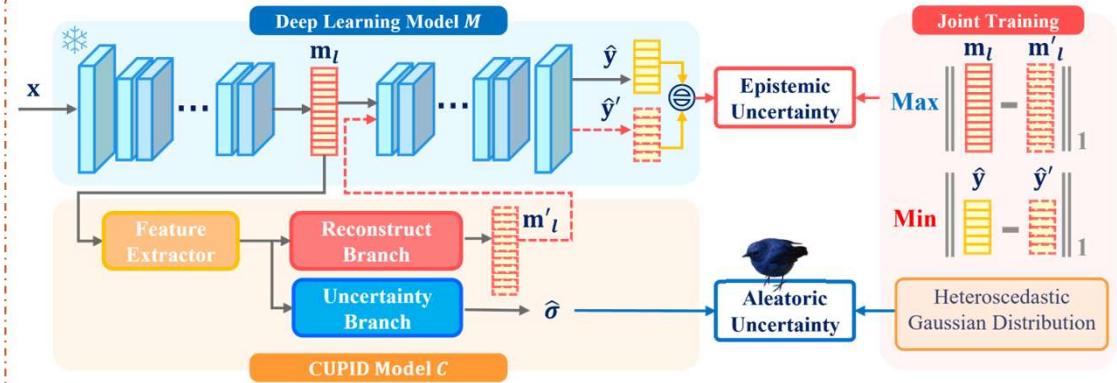 Deep Learning Model M
Joint Training
x
m_l
ŷ
ŷ′
Epistemic
Uncertainty
m_l
m′_l
Max
1
ŷ
ŷ′
Min
1
Feature
Extractor
Reconstruct
Branch
m′_l
Uncertainty
Branch
σ̂
Aleatoric
Uncertainty
Heteroscedastic
Gaussian Distribution
CUPID Model C